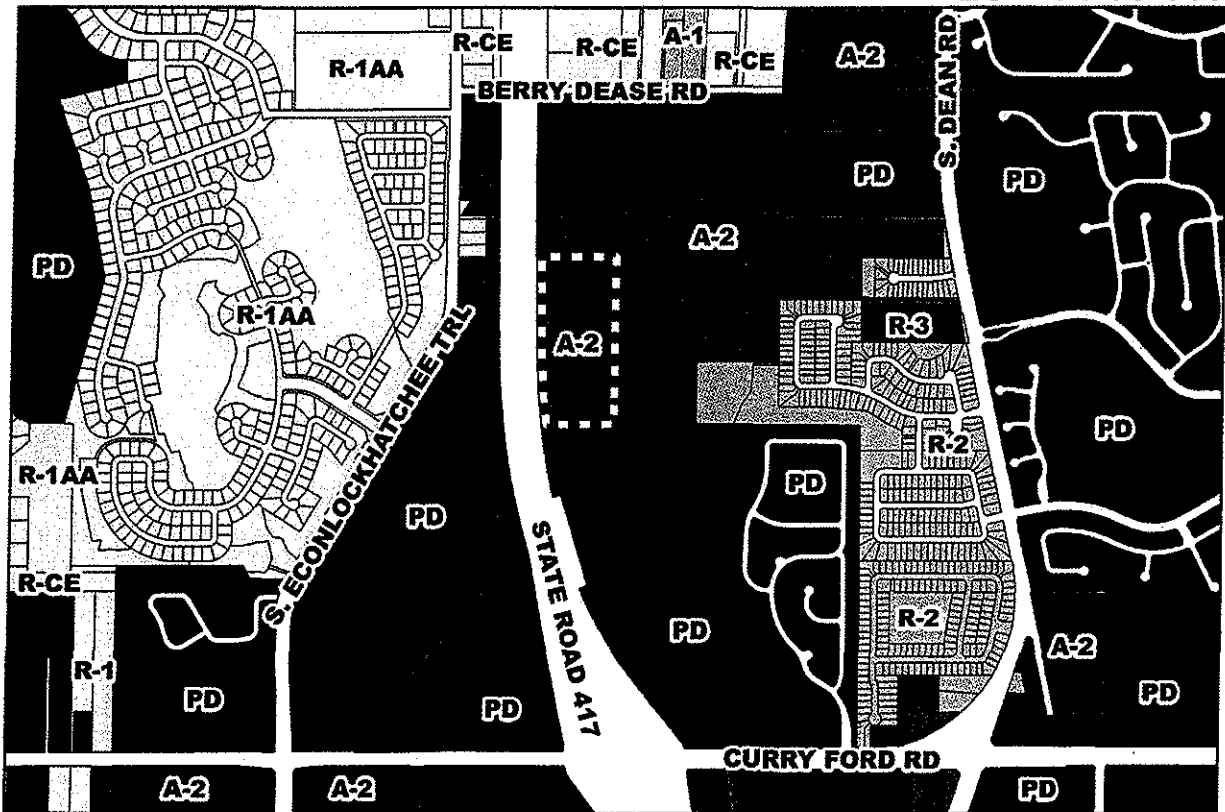 R-CE
R-CE
A-1
R-CE
R-1AA
A-2
S. DEAN RD
BERRY DEASE RD
PD
PD
A-2
PD
R-1AA
A-2
R-3
S. ECONLOCKHATCHEE TRL
PD
R-2
R-1AA
PD
PD
STATE ROAD 417
R-CE
R-2
PD
A-2
R-1
PD
PD
PD
CURRY FORD RD
A-2
A-2
PD